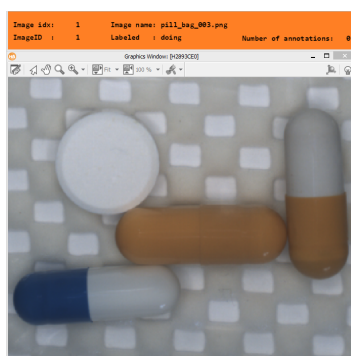 Image idx: 1 Image name: pill_bag_003.png
ImageID : 1 Labeled : doing Number of annotations: 0
Graphics Window: [H2893CE0]
Fit 100 %